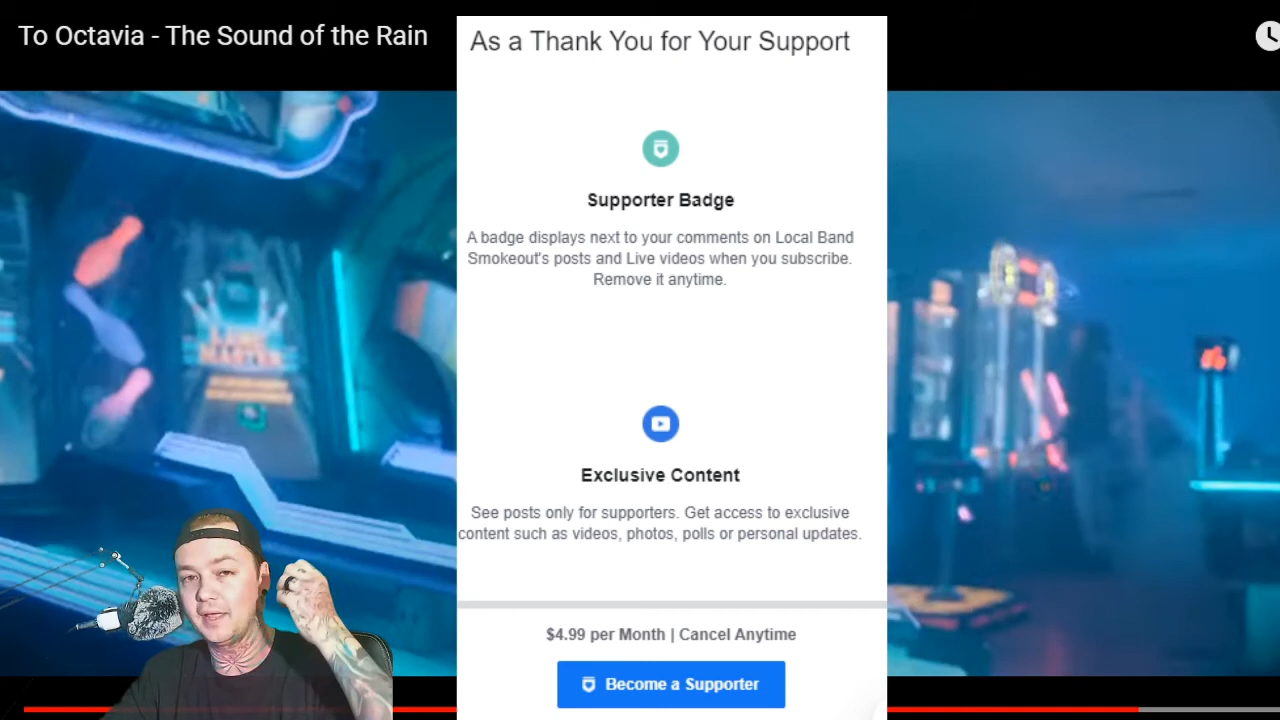 To Octavia - The Sound of the Rain
As a Thank You for Your Support
Supporter Badge
A badge displays next to your comments on Local Band
Smokeout's posts and Live videos when you subscribe.
Remove it anytime.
Exclusive Content
See posts only for supporters. Get access to exclusive
content such as videos, photos, polls or personal updates.
$4.99 per Month | Cancel Anytime
Become a Supporter